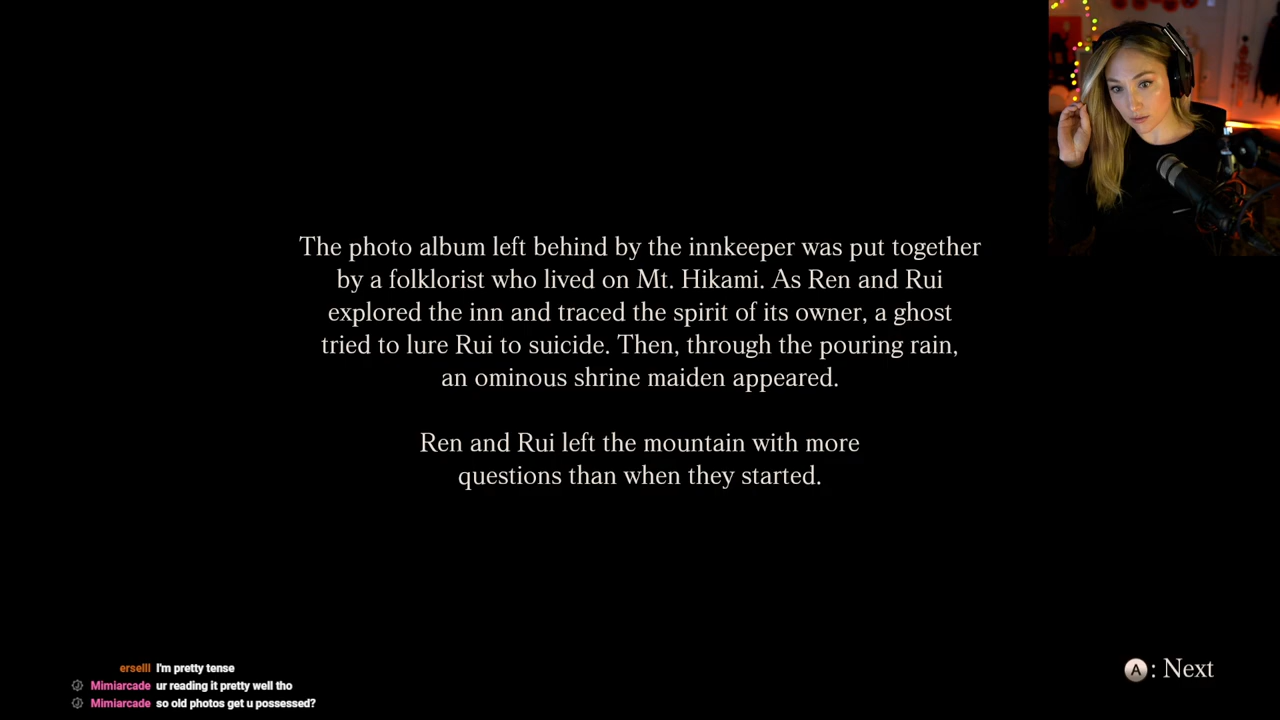 The photo album left behind by the innkeeper was put together
by a folklorist who lived on Mt. Hikami. As Ren and Rui
explored the inn and traced the spirit of its owner, a ghost
tried to lure Rui to suicide. Then, through the pouring rain,
an ominous shrine maiden appeared.
Ren and Rui left the mountain with more
questions than when they started.
erselll I'm pretty tense
Mimiarcade ur reading it pretty well tho
Mimiarcade so old photos get u possessed?
A : Next